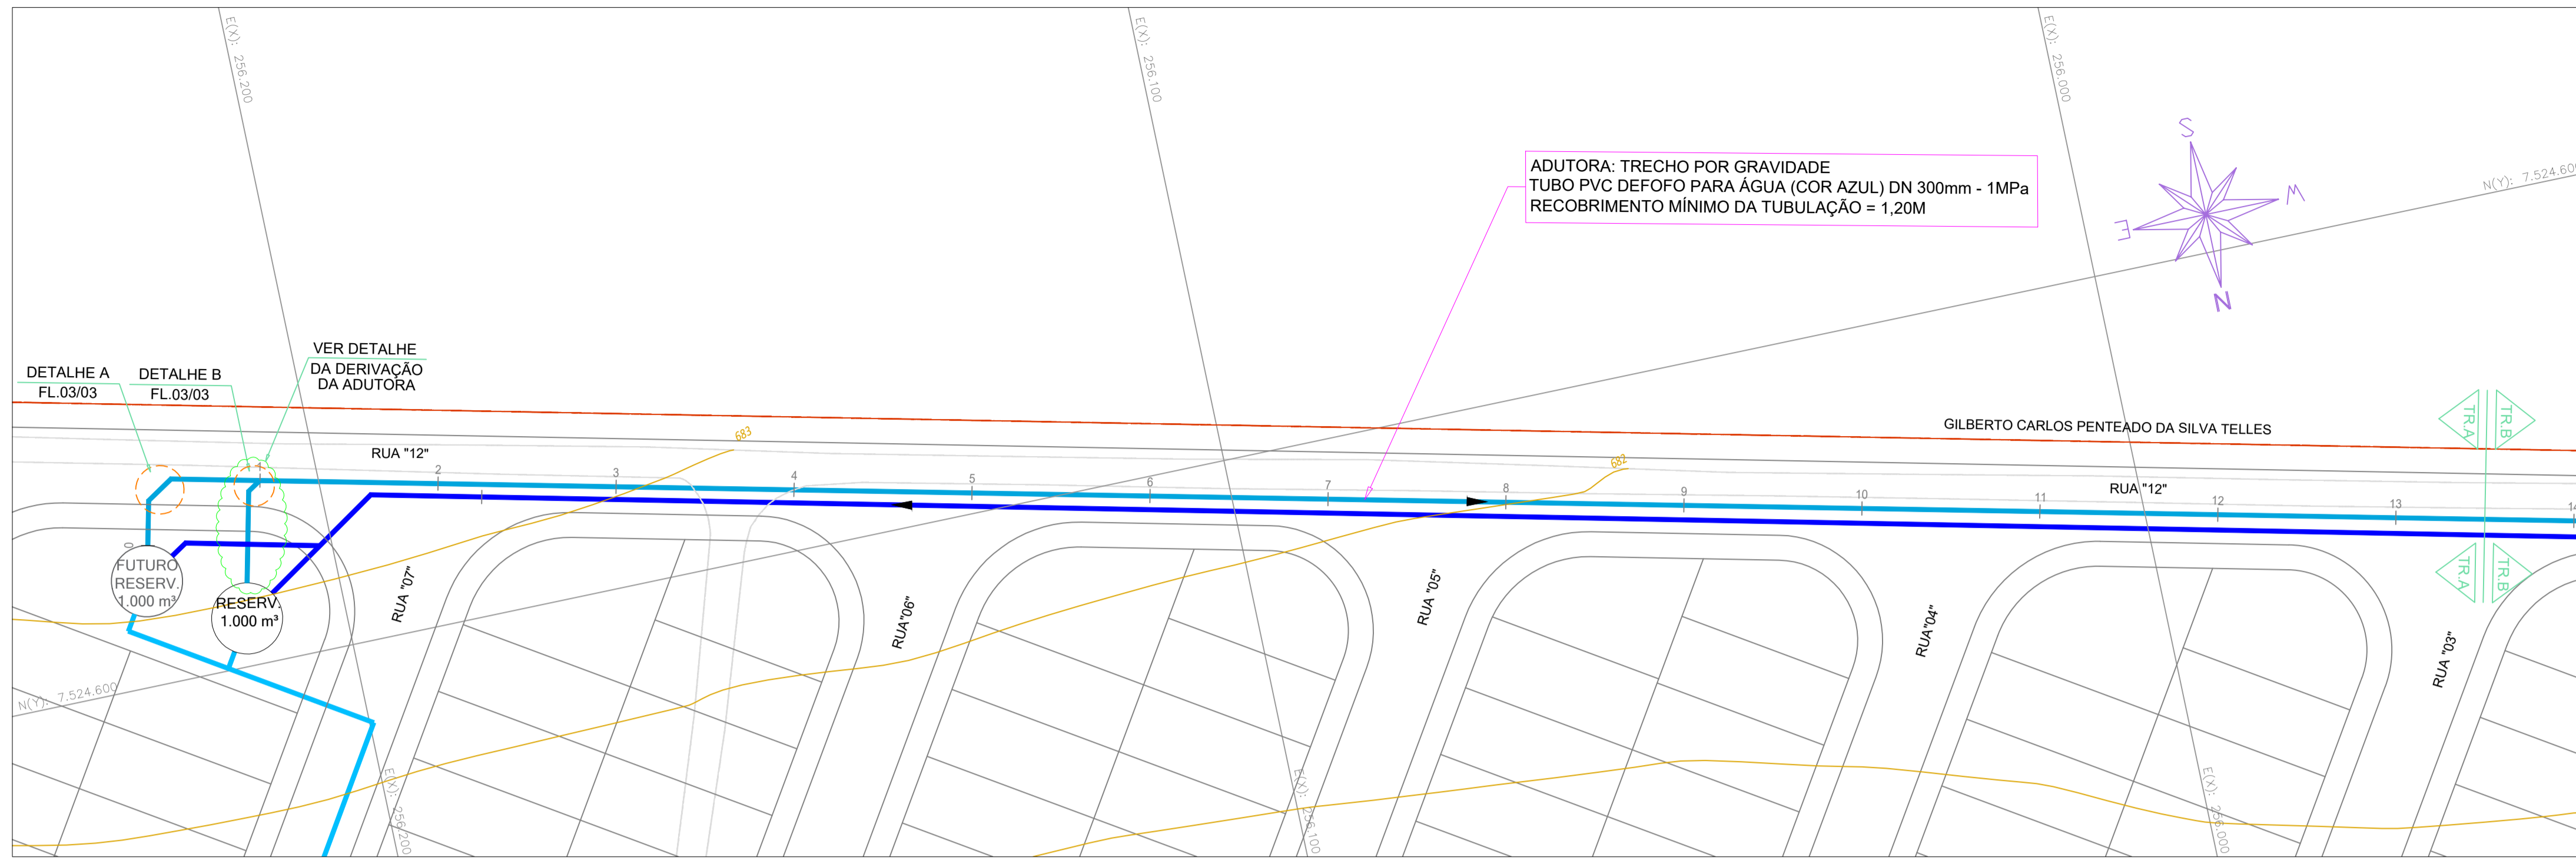 E(X): 256.200
E(X): 256.100
E(X): 256.000
S
W
E
N
N(Y): 7.524.600
ADUTORA: TRECHO POR GRAVIDADE
TUBO PVC DEFOFO PARA ÁGUA (COR AZUL) DN 300mm - 1MPa
RECOBRIMENTO MÍNIMO DA TUBULAÇÃO = 1,20M
VER DETALHE
DA DERIVAÇÃO
DA ADUTORA
DETALHE A
FL.03/03
DETALHE B
FL.03/03
GILBERTO CARLOS PENTEADO DA SILVA TELLES
TR.A
TR.B
683
682
RUA "12"
RUA "12"
0
1
2
3
4
5
6
7
8
9
10
11
12
13
14
FUTURO
RESERV.
1.000 m³
RESERV.
1.000 m³
TR.A
TR.B
RUA "07"
RUA"06"
RUA "05"
RUA"04"
RUA "03"
N(Y): 7.524.600
E(X): 256.200
E(X): 256.100
E(X): 256.000